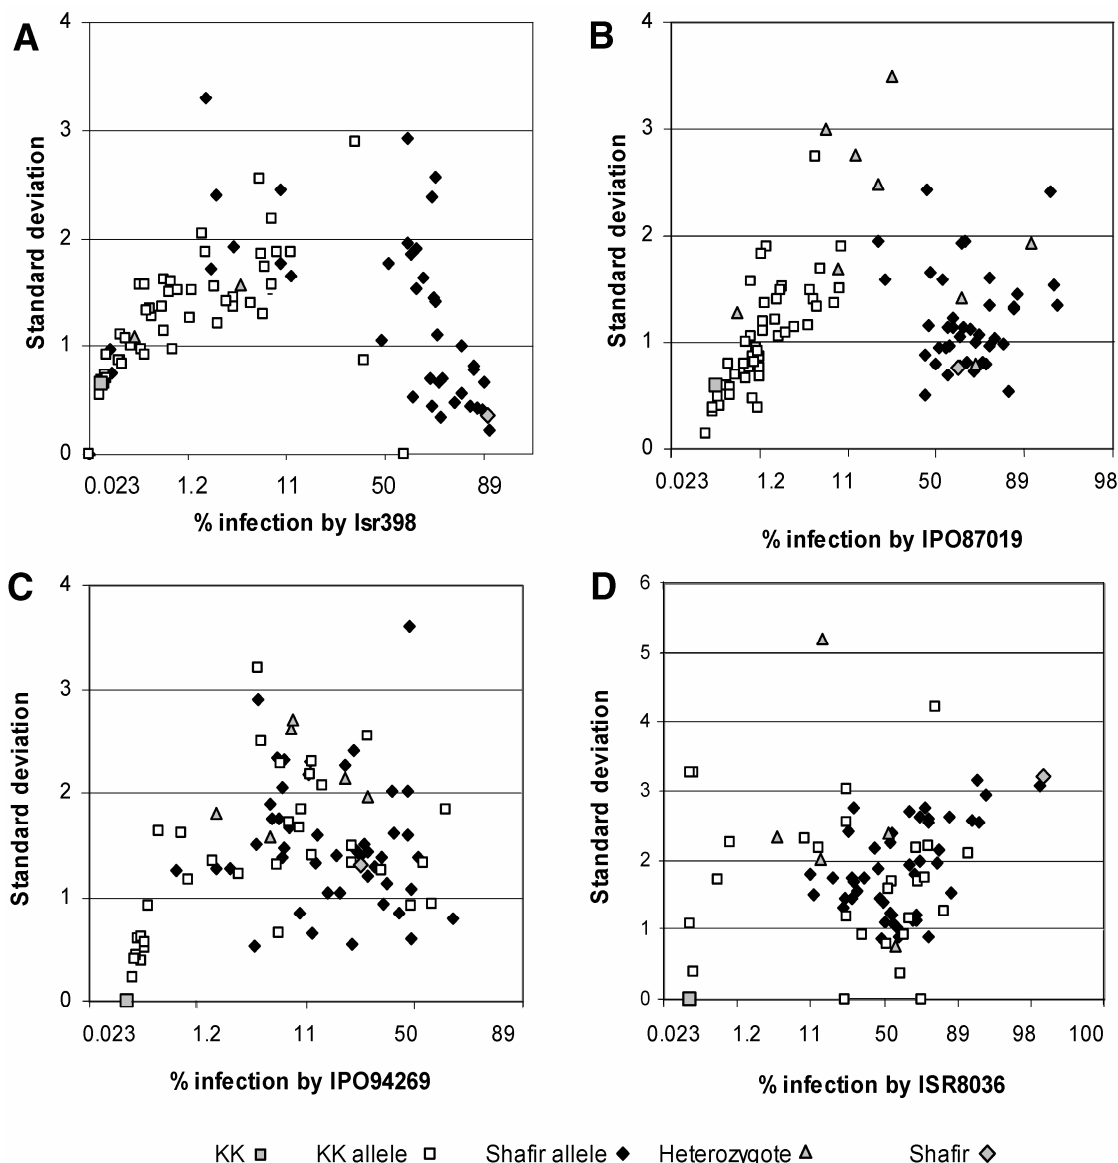 A
4
3
2
1
0
Standard deviation
0.023 1.2 11 50 89
% infection by Isr398
B
4
3
2
1
0
Standard deviation
0.023 1.2 11 50 89 98
% infection by IPO87019
C
4
3
2
1
0
Standard deviation
0.023 1.2 11 50 89
% infection by IPO94269
D
6
5
4
3
2
1
0
Standard deviation
0.023 1.2 11 50 89 98 100
% infection by ISR8036
KK KK allele Shafir allele Heterozygote Shafir